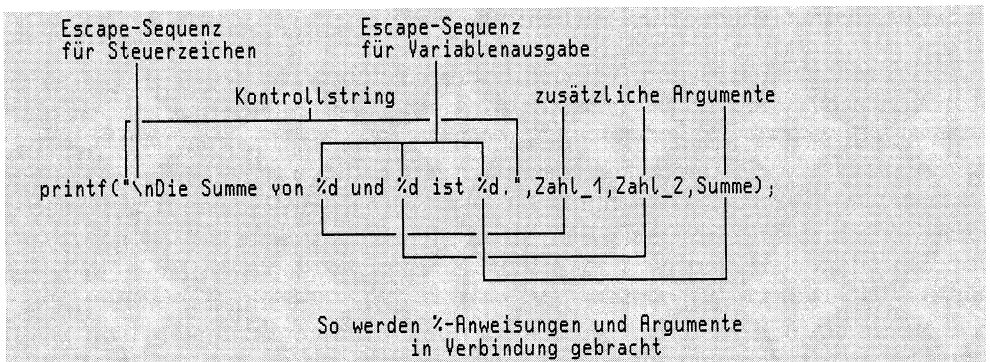 Escape-Sequenz
für Steuerzeichen
Escape-Sequenz
für Variablenausgabe
Kontrollstring
zusätzliche Argumente
printf("\nDie Summe von %d und %d ist %d.",Zahl_1,Zahl_2,Summe);
So werden %-Anweisungen und Argumente
in Verbindung gebracht